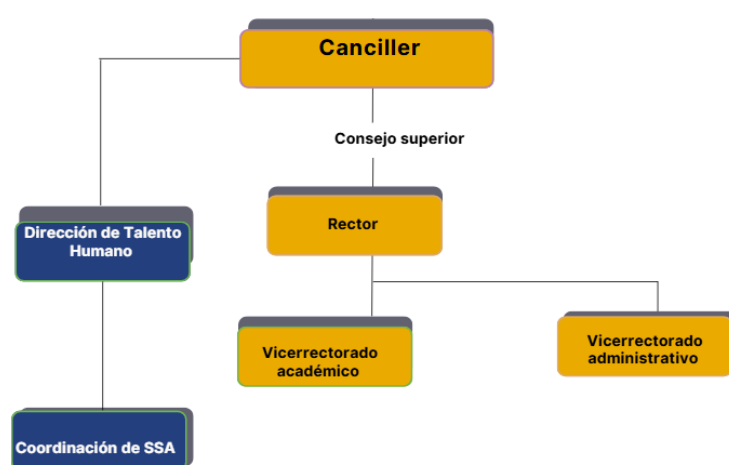 Canciller
Consejo superior
Rector
Dirección de Talento
Humano
Vicerrectorado
académico
Vicerrectorado
administrativo
Coordinación de SSA